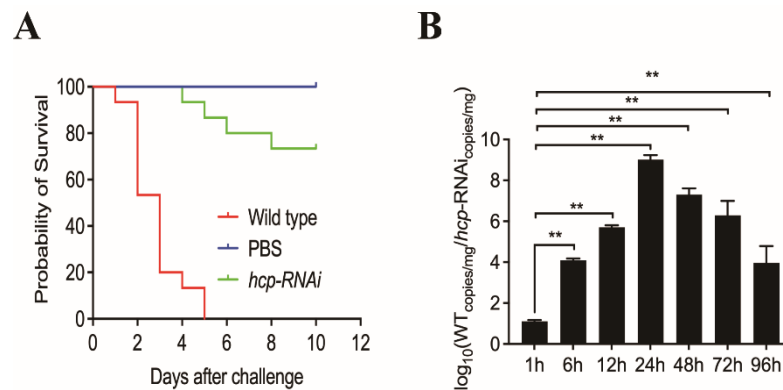 A
Probability of Survival
100
80
60
40
20
0
0 2 4 6 8 10 12
Days after challenge
Wild type
PBS
hcp-RNAi
B
log10(WTcopies/mg/hcp-RNAicopies/mg)
10
8
6
4
2
0
**
**
**
**
**
**
1h 6h 12h 24h 48h 72h 96h